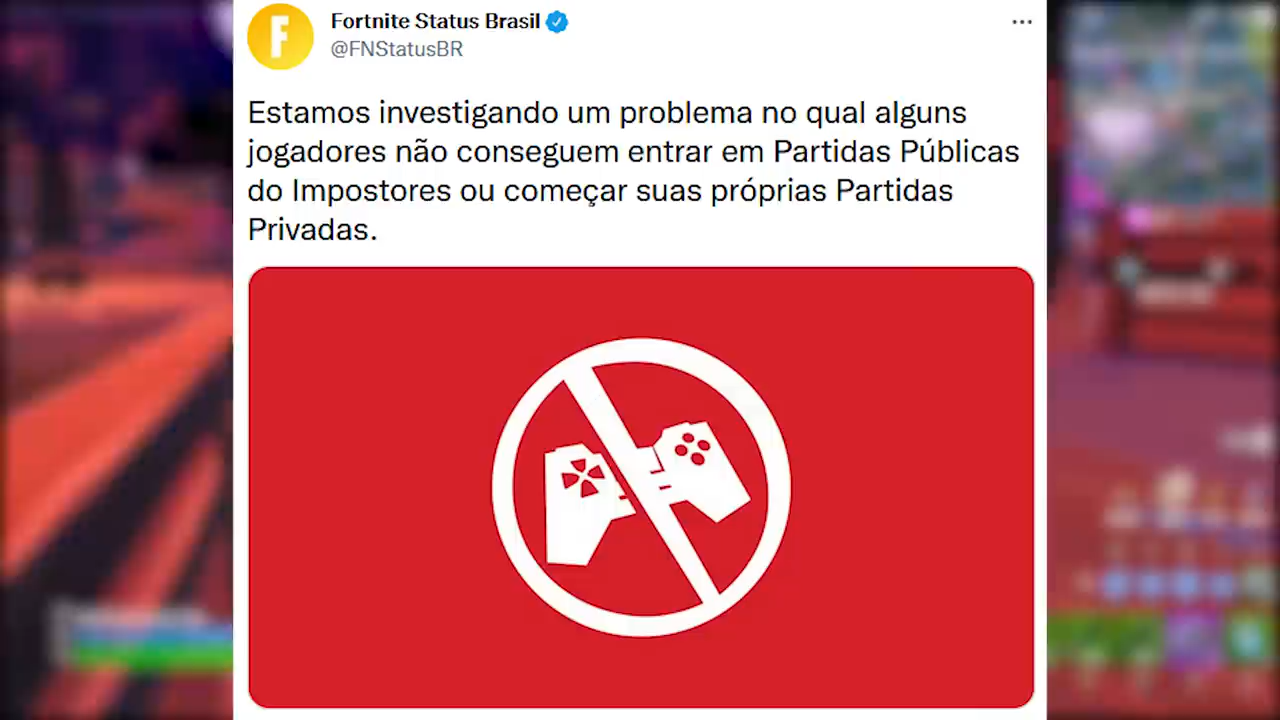 Fortnite Status Brasil
@FNStatusBR
Estamos investigando um problema no qual alguns
jogadores não conseguem entrar em Partidas Públicas
do Impostores ou começar suas próprias Partidas
Privadas.